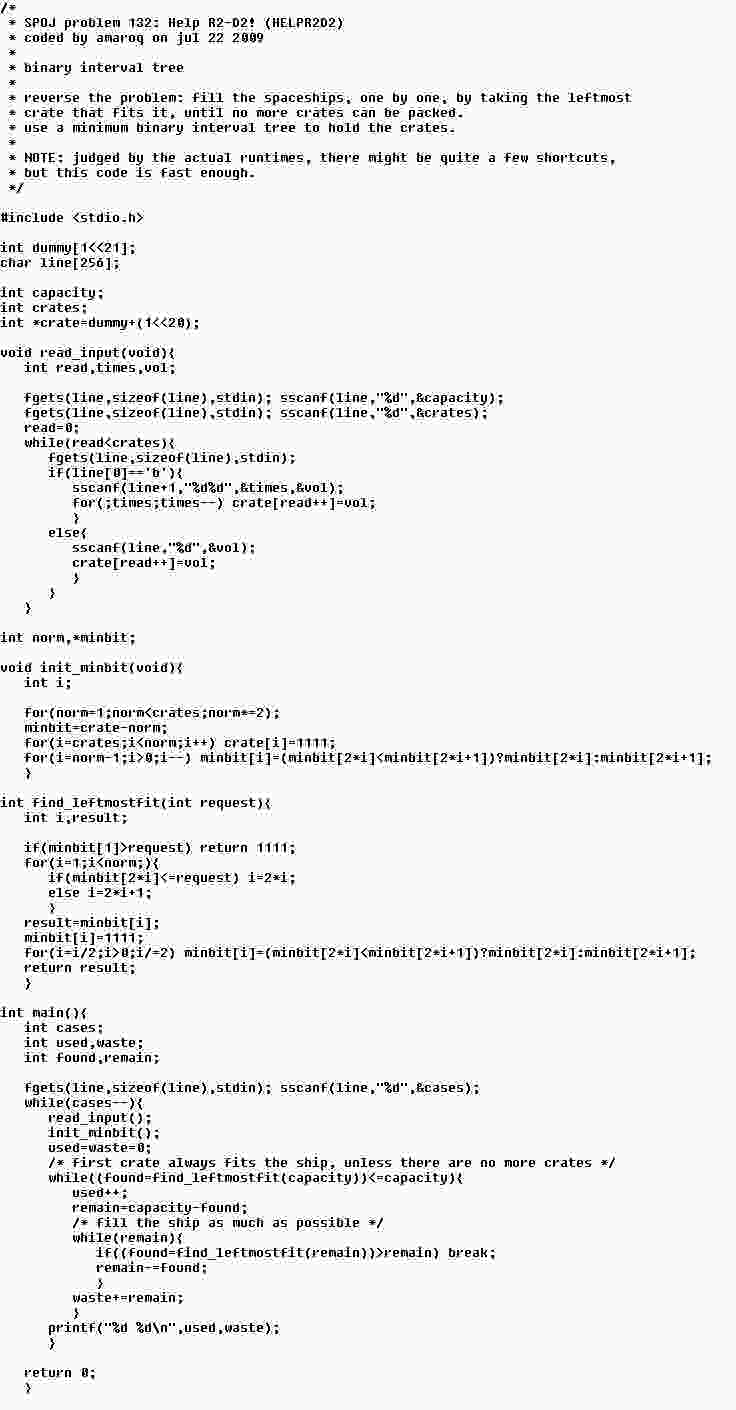 /*
 * SPOJ problem 132: Help R2-D2! (HELPR2D2)
 * coded by amaroq on jul 22 2009
 *
 * binary interval tree
 *
 * reverse the problem: fill the spaceships, one by one, by taking the leftmost
 * crate that fits it, until no more crates can be packed.
 * use a minimum binary interval tree to hold the crates.
 *
 * NOTE: judged by the actual runtimes, there might be quite a few shortcuts,
 * but this code is fast enough.
 */

#include <stdio.h>

int dummy[1<<21];
char line[256];

int capacity;
int crates;
int *crate=dummy+(1<<20);

void read_input(void){
   int read,times,vol;

   fgets(line,sizeof(line),stdin); sscanf(line,"%d",&capacity);
   fgets(line,sizeof(line),stdin); sscanf(line,"%d",&crates);
   read=0;
   while(read<crates){
      fgets(line,sizeof(line),stdin);
      if(line[0]=='b'){
         sscanf(line+1,"%d%d",&times,&vol);
         for(;times;times--) crate[read++]=vol;
         }
      else{
         sscanf(line,"%d",&vol);
         crate[read++]=vol;
         }
      }
   }

int norm,*minbit;

void init_minbit(void){
   int i;

   for(norm=1;norm<crates;norm*=2);
   minbit=crate-norm;
   for(i=crates;i<norm;i++) crate[i]=1111;
   for(i=norm-1;i>0;i--) minbit[i]=(minbit[2*i]<minbit[2*i+1])?minbit[2*i]:minbit[2*i+1];
   }

int find_leftmostfit(int request){
   int i,result;

   if(minbit[1]>request) return 1111;
   for(i=1;i<norm;){
      if(minbit[2*i]<=request) i=2*i;
      else i=2*i+1;
      }
   result=minbit[i];
   minbit[i]=1111;
   for(i=i/2;i>0;i/=2) minbit[i]=(minbit[2*i]<minbit[2*i+1])?minbit[2*i]:minbit[2*i+1];
   return result;
   }

int main(){
   int cases;
   int used,waste;
   int found,remain;

   fgets(line,sizeof(line),stdin); sscanf(line,"%d",&cases);
   while(cases--){
      read_input();
      init_minbit();
      used=waste=0;
      /* first crate always fits the ship, unless there are no more crates */
      while((found=find_leftmostfit(capacity))<=capacity){
         used++;
         remain=capacity-found;
         /* fill the ship as much as possible */
         while(remain){
            if((found=find_leftmostfit(remain))>remain) break;
            remain-=found;
            }
         waste+=remain;
         }
      printf("%d %d\n",used,waste);
      }

   return 0;
   }